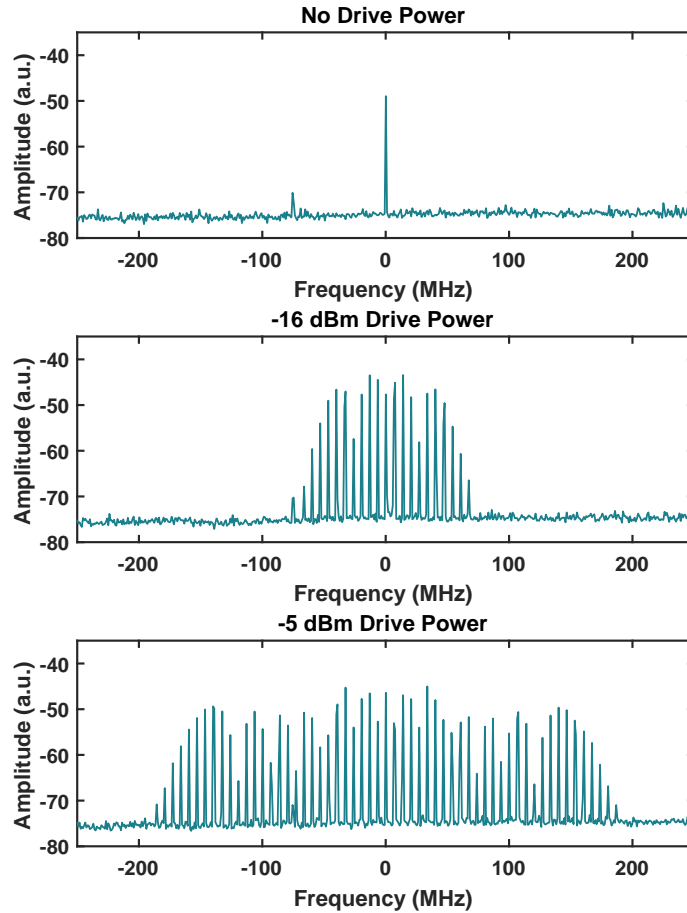 No Drive Power
-40
-50
-60
-70
-80
Amplitude (a.u.)
-200 -100 0 100 200
Frequency (MHz)
-16 dBm Drive Power
-40
-50
-60
-70
-80
Amplitude (a.u.)
-200 -100 0 100 200
Frequency (MHz)
-5 dBm Drive Power
-40
-50
-60
-70
-80
Amplitude (a.u.)
-200 -100 0 100 200
Frequency (MHz)